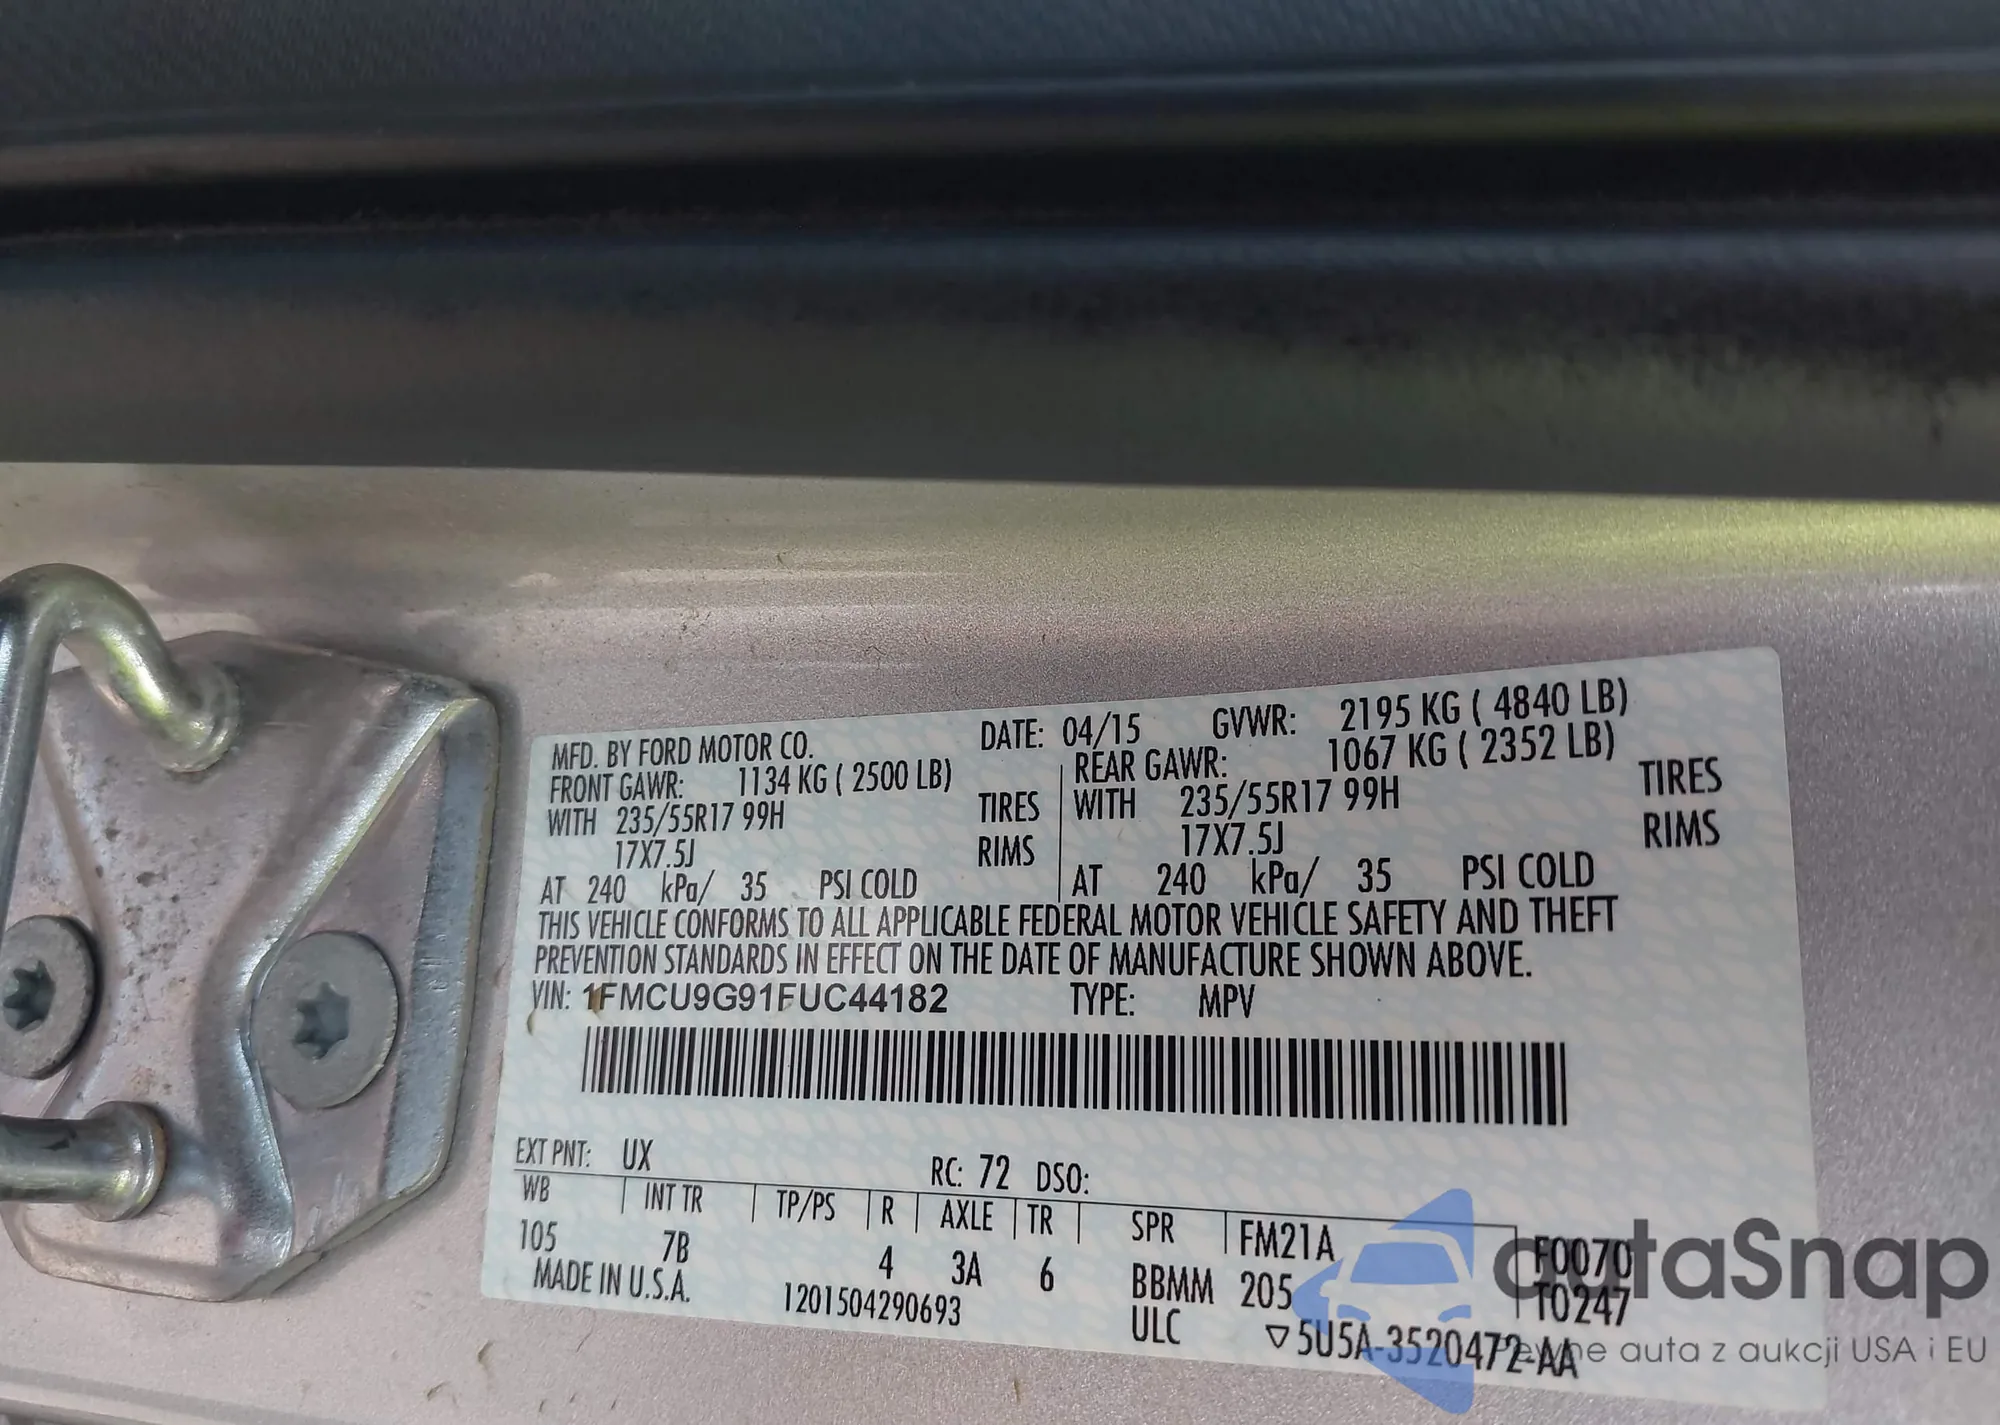 MFD. BY FORD MOTOR CO. DATE: 04/15 GVWR: 2195 KG ( 4840 LB)
FRONT GAWR: 1134 KG ( 2500 LB) REAR GAWR: 1067 KG ( 2352 LB)
WITH 235/55R17 99H TIRES WITH 235/55R17 99H TIRES
17X7.5J RIMS 17X7.5J RIMS
AT 240 kPa/ 35 PSI COLD AT 240 kPa/ 35 PSI COLD
THIS VEHICLE CONFORMS TO ALL APPLICABLE FEDERAL MOTOR VEHICLE SAFETY AND THEFT
PREVENTION STANDARDS IN EFFECT ON THE DATE OF MANUFACTURE SHOWN ABOVE.
VIN: 1FMCU9G91FUC44182 TYPE: MPV
EXT PNT: UX RC: 72 DSO:
WB INT TR TP/PS R AXLE TR SPR FM21A F0070
105 7B 4 3A 6 BBMM 205 T0247
MADE IN U.S.A. 1201504290693 ULC ▽5U5A-3520472-AA
autaSnap
Pewne auta z aukcji USA i EU